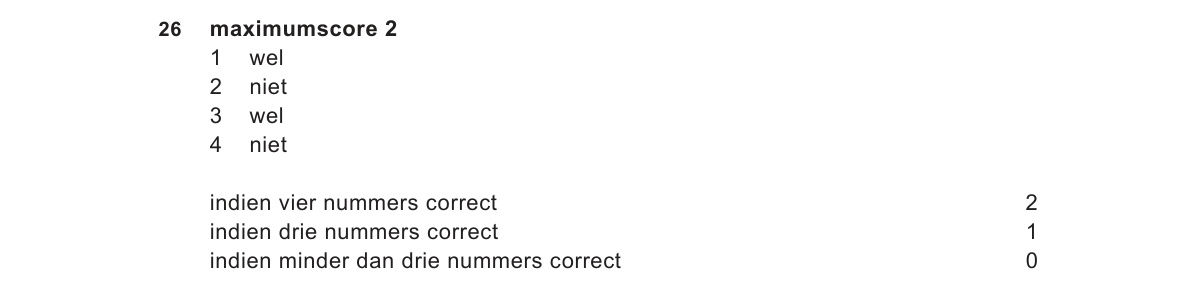 26 maximumscore 2
1 wel
2 niet
3 wel
4 niet
indien vier nummers correct 2
indien drie nummers correct 1
indien minder dan drie nummers correct 0